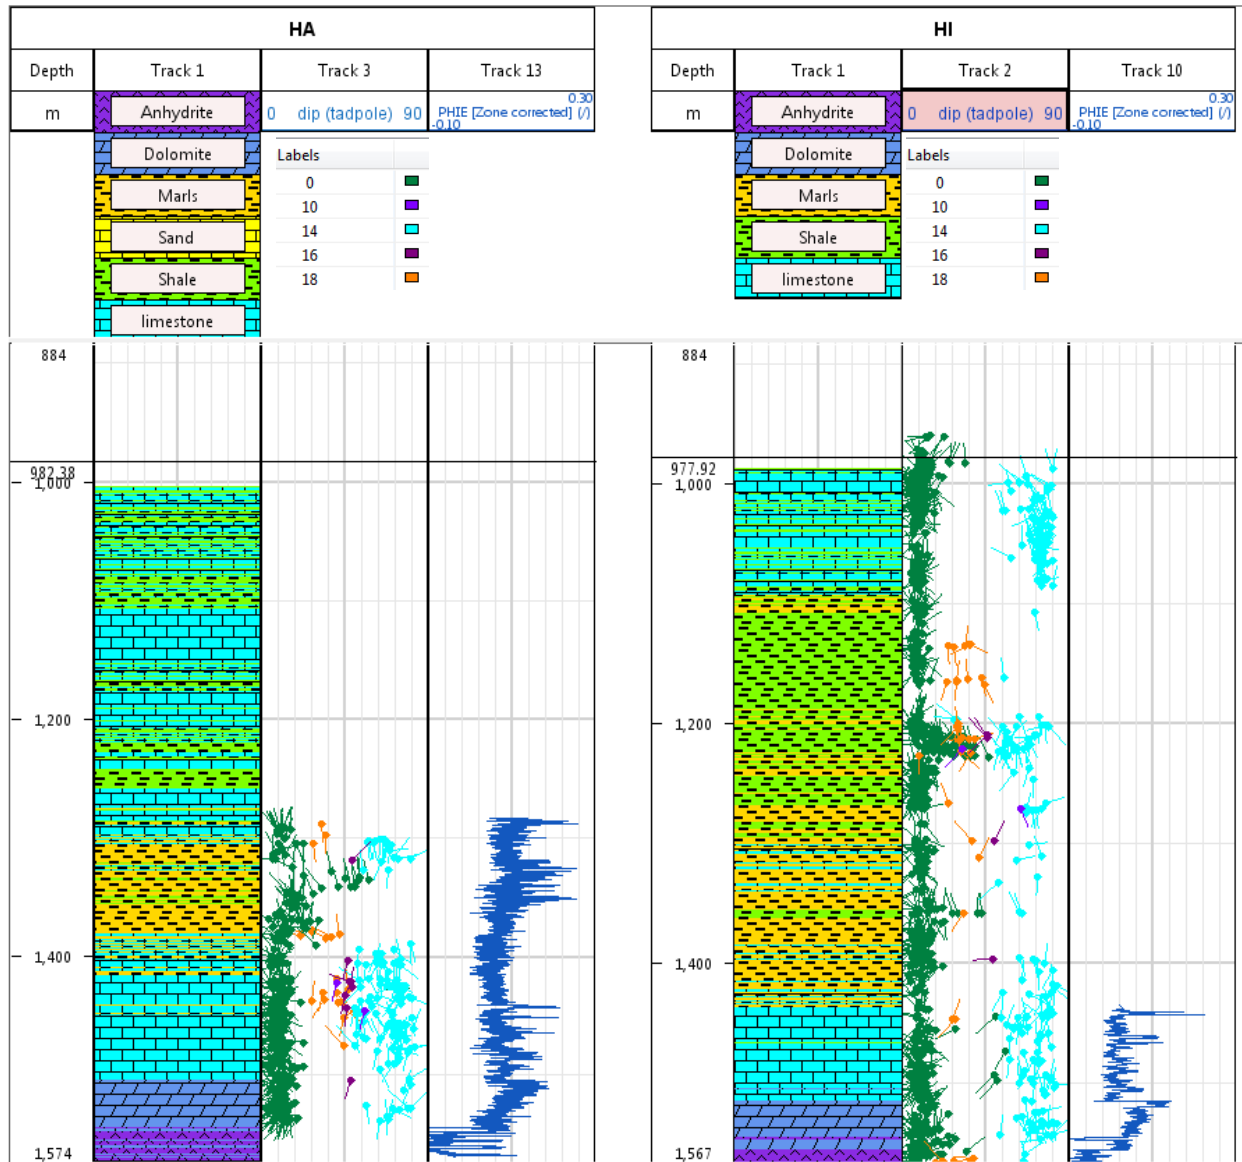 HA
HI
Depth Track 1 Track 3 Track 13
Depth Track 1 Track 2 Track 10
m Anhydrite 0 dip (tadpole) 90 0.30 PHIE [Zone corrected] (/) -0.10
m Anhydrite 0 dip (tadpole) 90 0.30 PHIE [Zone corrected] (/) -0.10
Dolomite
Marls
Sand
Shale
limestone
Labels
0
10
14
16
18
Dolomite
Marls
Shale
limestone
Labels
0
10
14
16
18
884
982.38
1,000
1,200
1,400
1,574
884
977.92
1,000
1,200
1,400
1,567